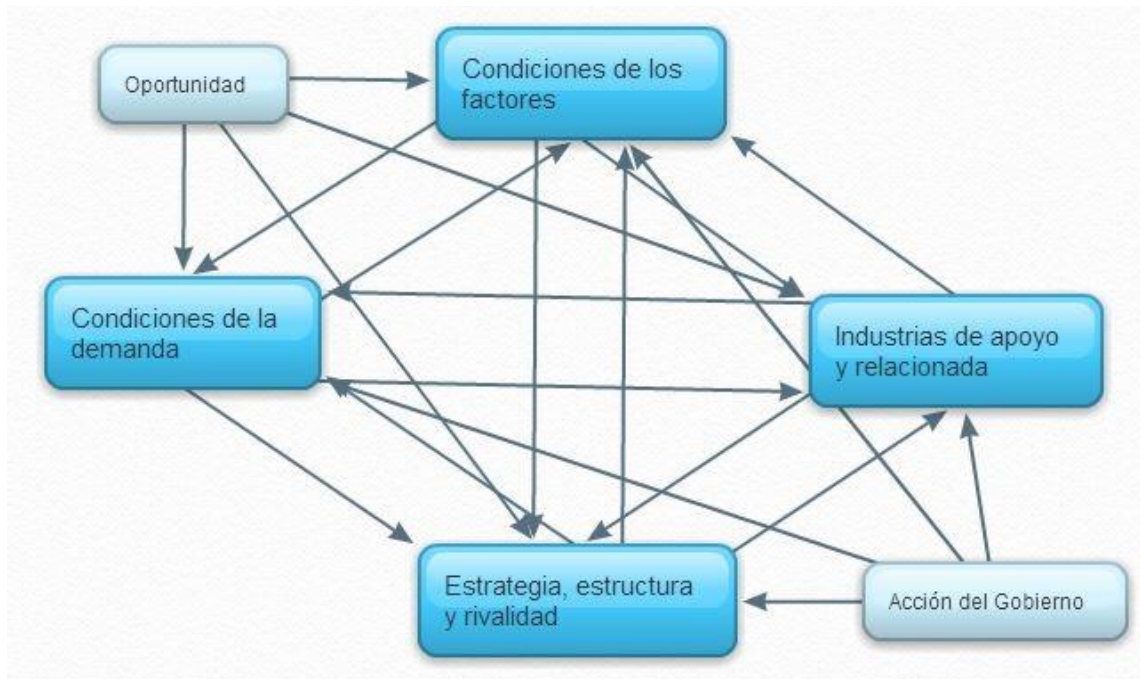 Oportunidad
Condiciones de los
factores
Condiciones de la
demanda
Industrias de apoyo
y relacionada
Estrategia, estructura
y rivalidad
Acción del Gobierno